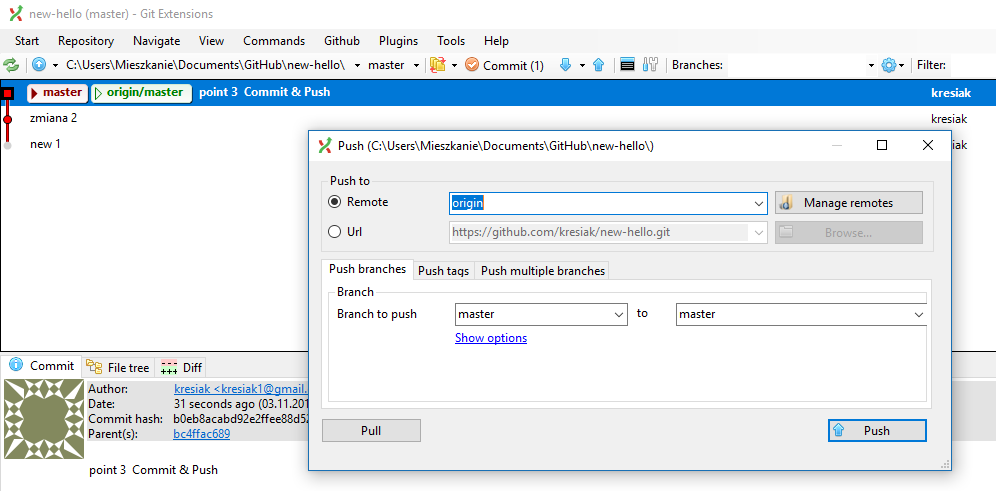 new-hello (master) - Git Extensions
Start Repository Navigate View Commands Github Plugins Tools Help
C:\Users\Mieszkanie\Documents\GitHub\new-hello\ master Commit (1) Branches: Filter:
master origin/master point 3 Commit & Push kresiak
zmiana 2 kresiak
new 1 iak
Push (C:\Users\Mieszkanie\Documents\GitHub\new-hello\)
Push to
Remote origin Manage remotes
Url https://github.com/kresiak/new-hello.git Browse...
Push branches Push tags Push multiple branches
Branch
Branch to push master to master
Show options
Pull Push
Commit File tree Diff
Author: kresiak <kresiak1@gmail.
Date: 31 seconds ago (03.11.201
Commit hash: b0eb8acabd92e2ffee88d52
Parent(s): bc4ffac689
point 3 Commit & Push